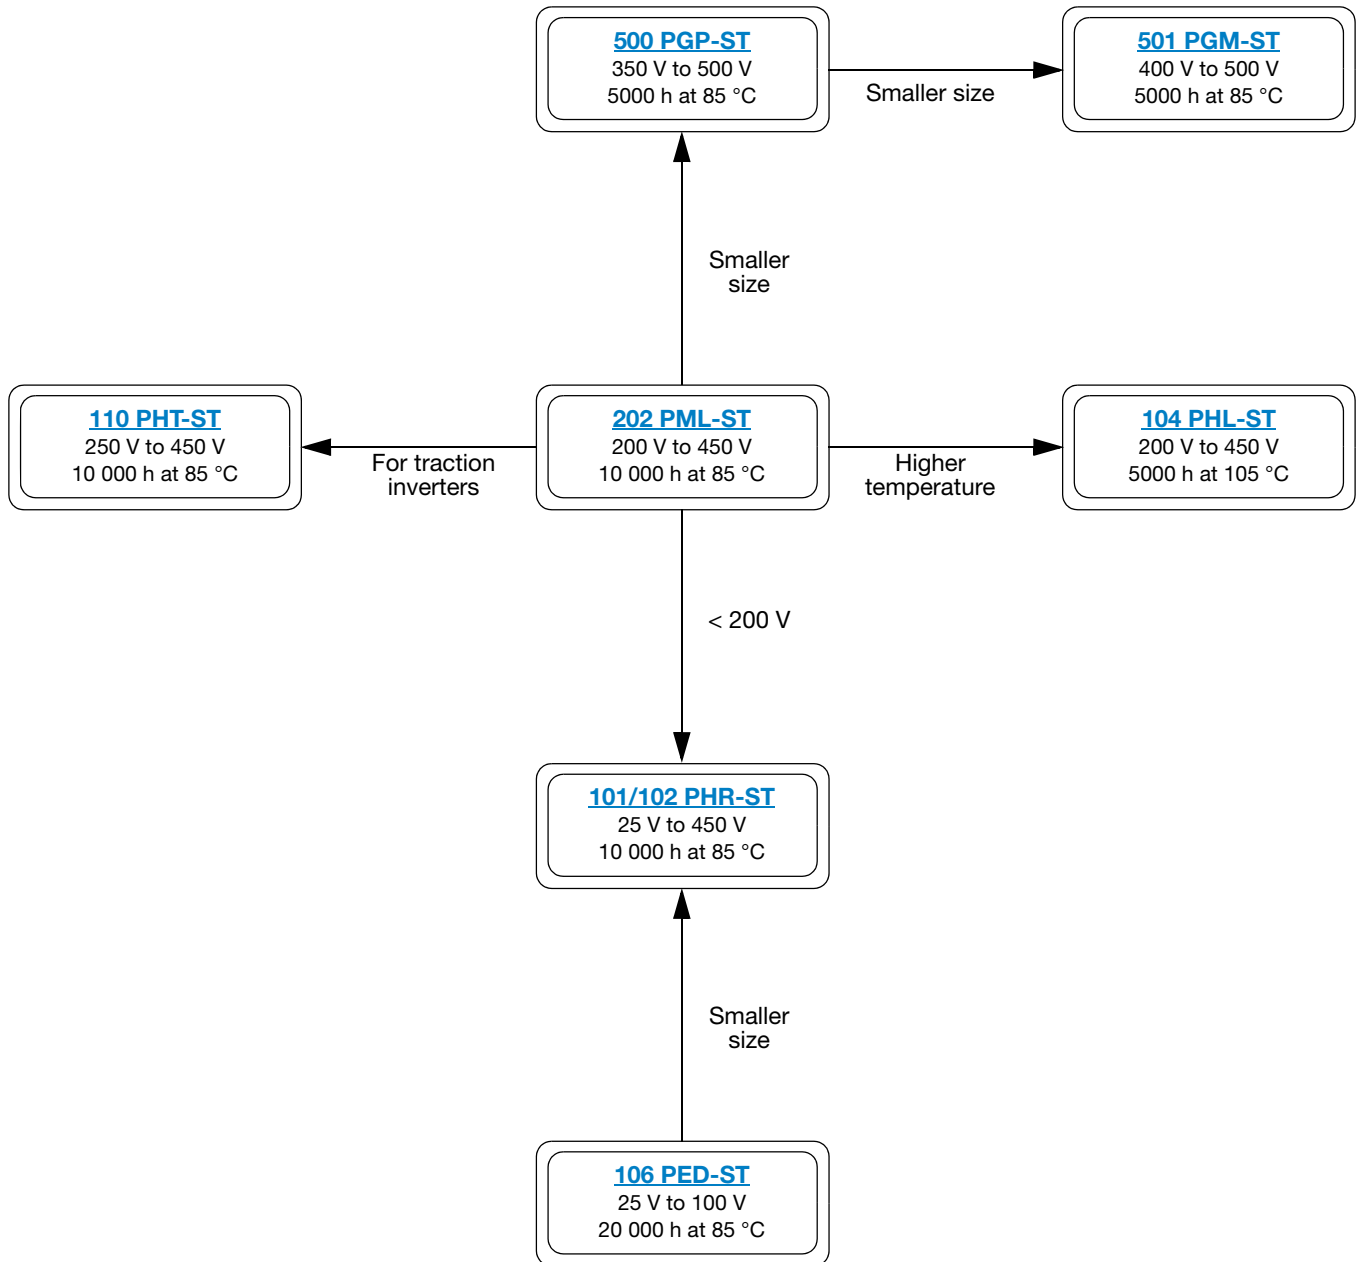 500 PGP-ST
350 V to 500 V
5000 h at 85 °C
501 PGM-ST
400 V to 500 V
5000 h at 85 °C
Smaller size
Smaller
size
110 PHT-ST
250 V to 450 V
10 000 h at 85 °C
For traction
inverters
202 PML-ST
200 V to 450 V
10 000 h at 85 °C
Higher
temperature
104 PHL-ST
200 V to 450 V
5000 h at 105 °C
< 200 V
101/102 PHR-ST
25 V to 450 V
10 000 h at 85 °C
Smaller
size
106 PED-ST
25 V to 100 V
20 000 h at 85 °C